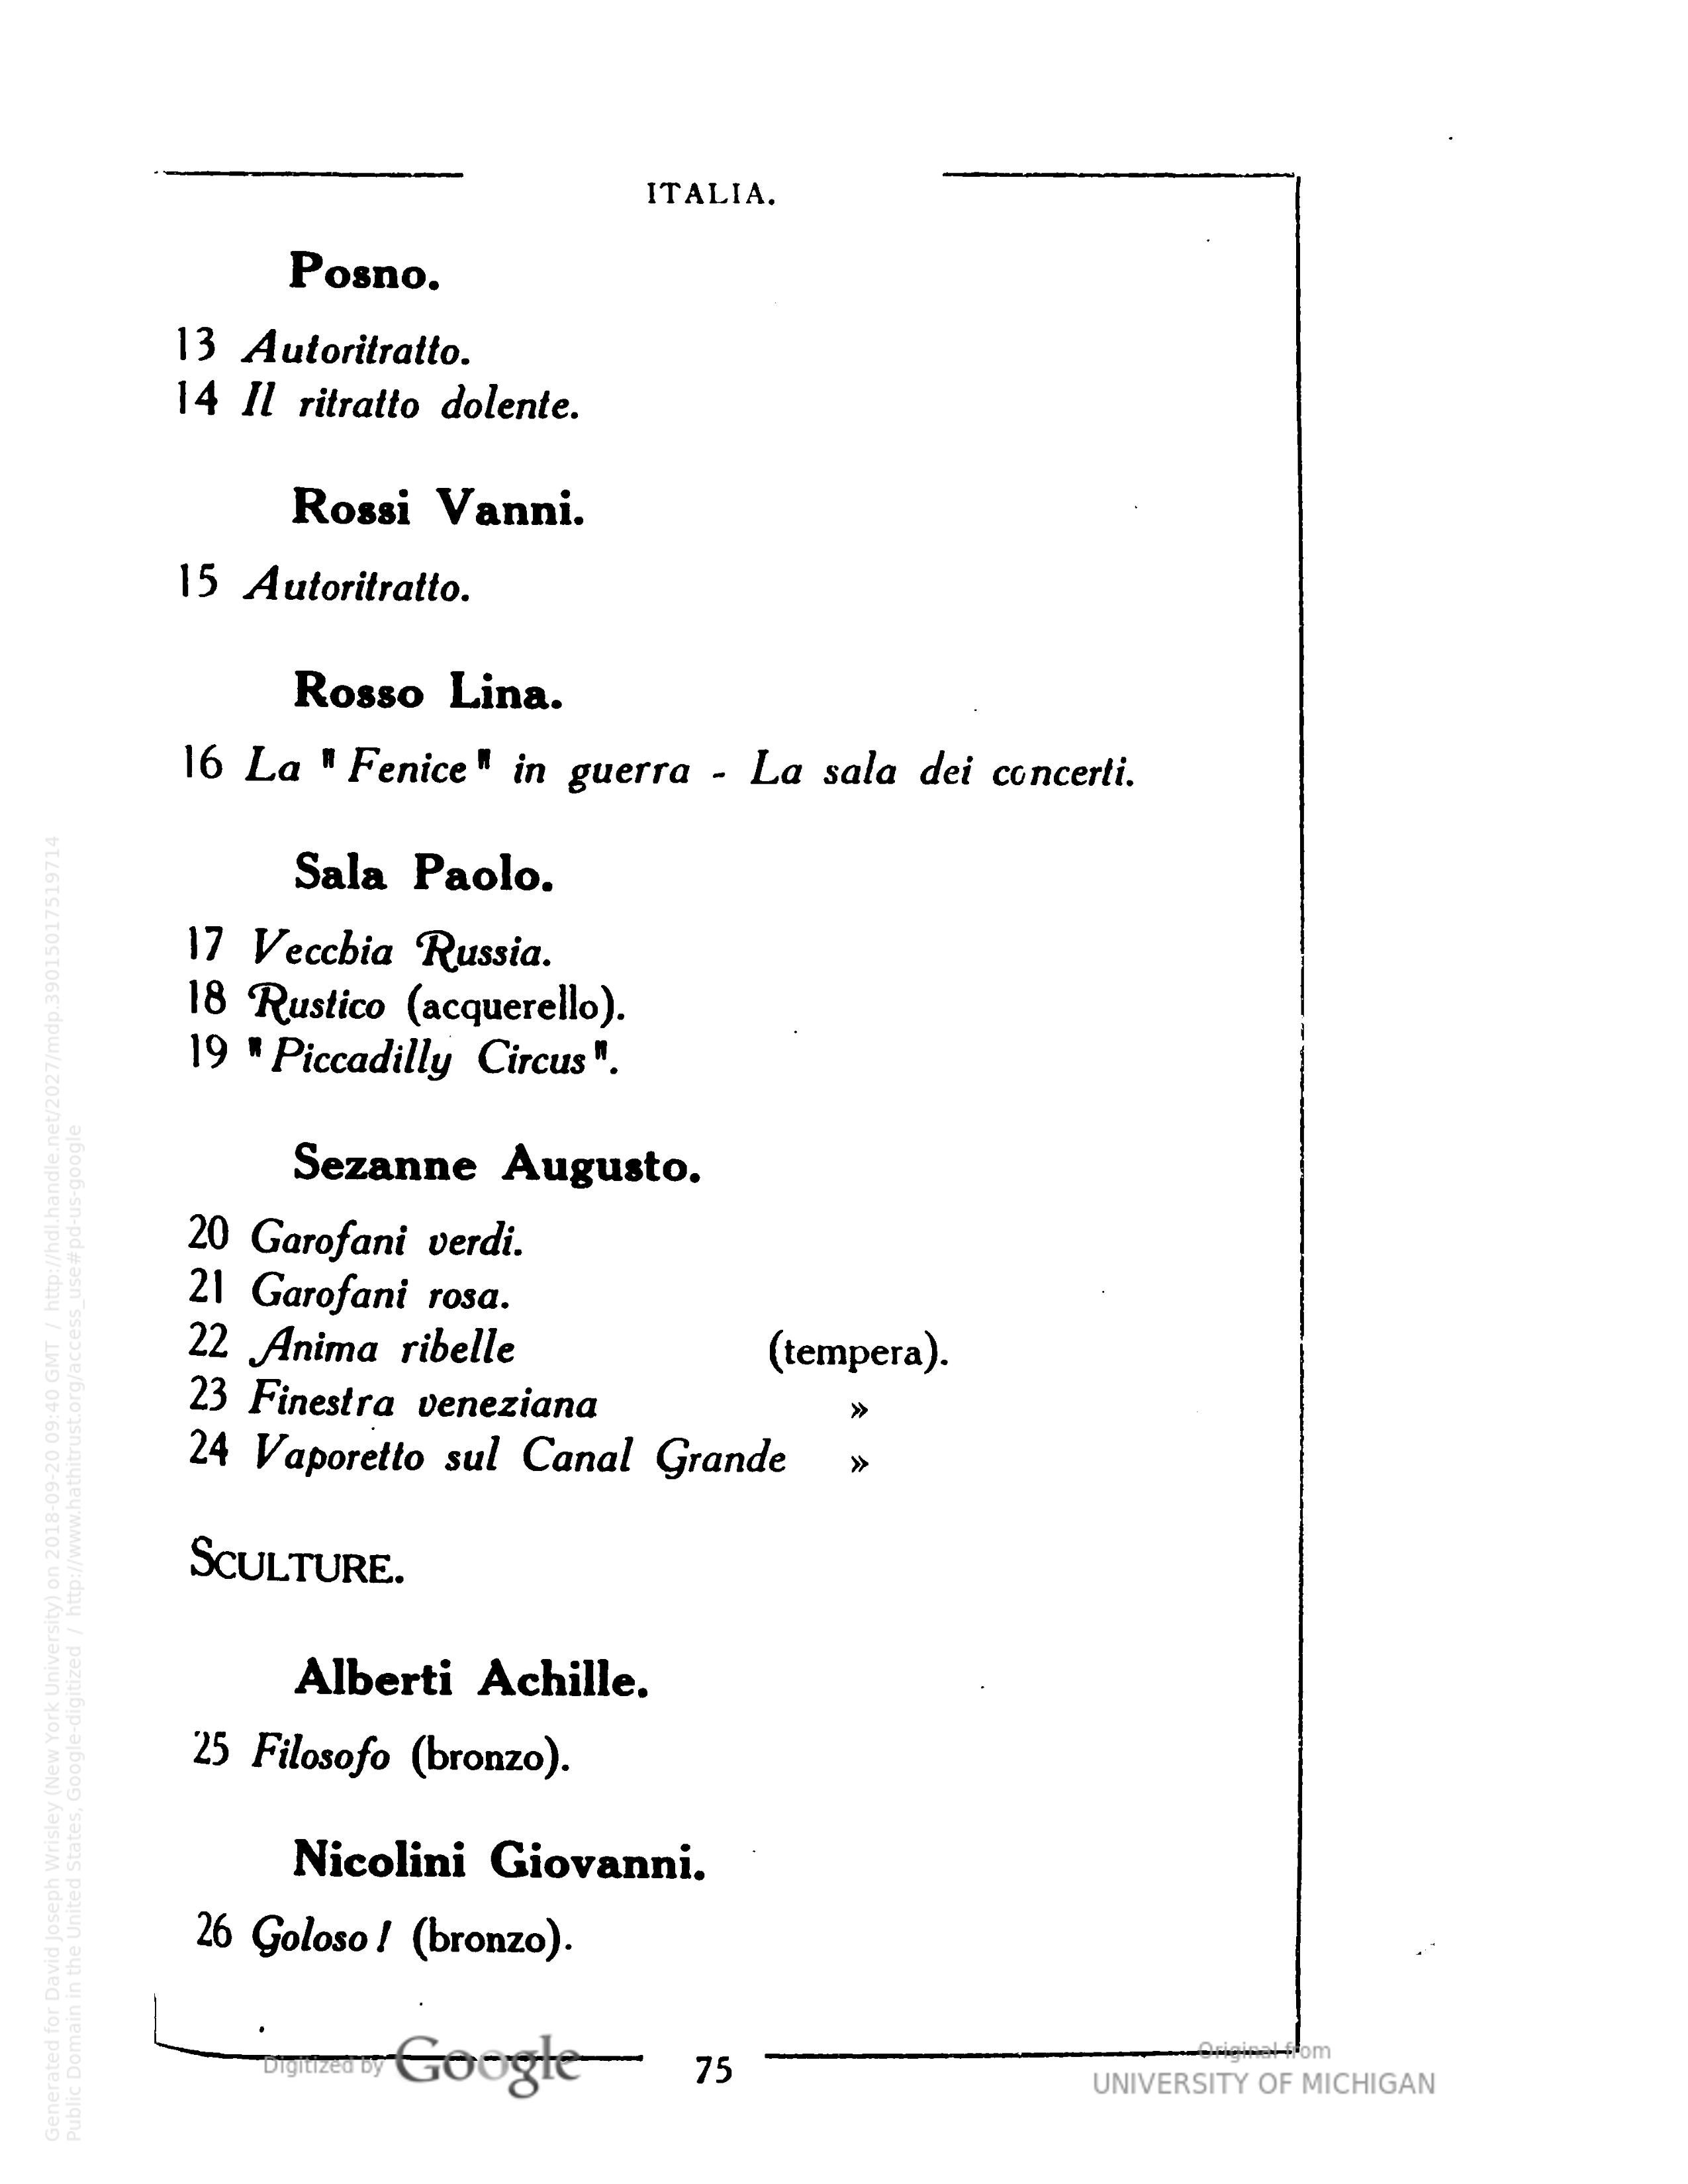 ITALIA.
Posno.
13 Autoritratto.
14 Il ritratto dolente.
Rossi Vanni.
15 Autoritratto.
Rosso Lina.
16 La "Fenice" in guerra - La sala dei concerti.
Sala Paolo.
17 Vecchia Russia.
18 Rustico (acquerello).
19 "Piccadilly Circus".
Sezanne Augusto.
20 Garofani verdi.
21 Garofani rosa.
22 Anima ribelle (tempera).
23 Finestra veneziana »
24 Vaporetto sul Canal Grande »
SCULTURE.
Alberti Achille.
25 Filosofo (bronzo).
Nicolini Giovanni.
26 Goloso! (bronzo).
75
Digitized by Google
Original from
UNIVERSITY OF MICHIGAN
Generated for David Joseph Wrisley (New York University) on 2018-09-20 09:40 GMT / http://hdl.handle.net/2027/mdp.39015017519714
Public Domain in the United States, Google-digitized / http://www.hathitrust.org/access_use#pd-us-google